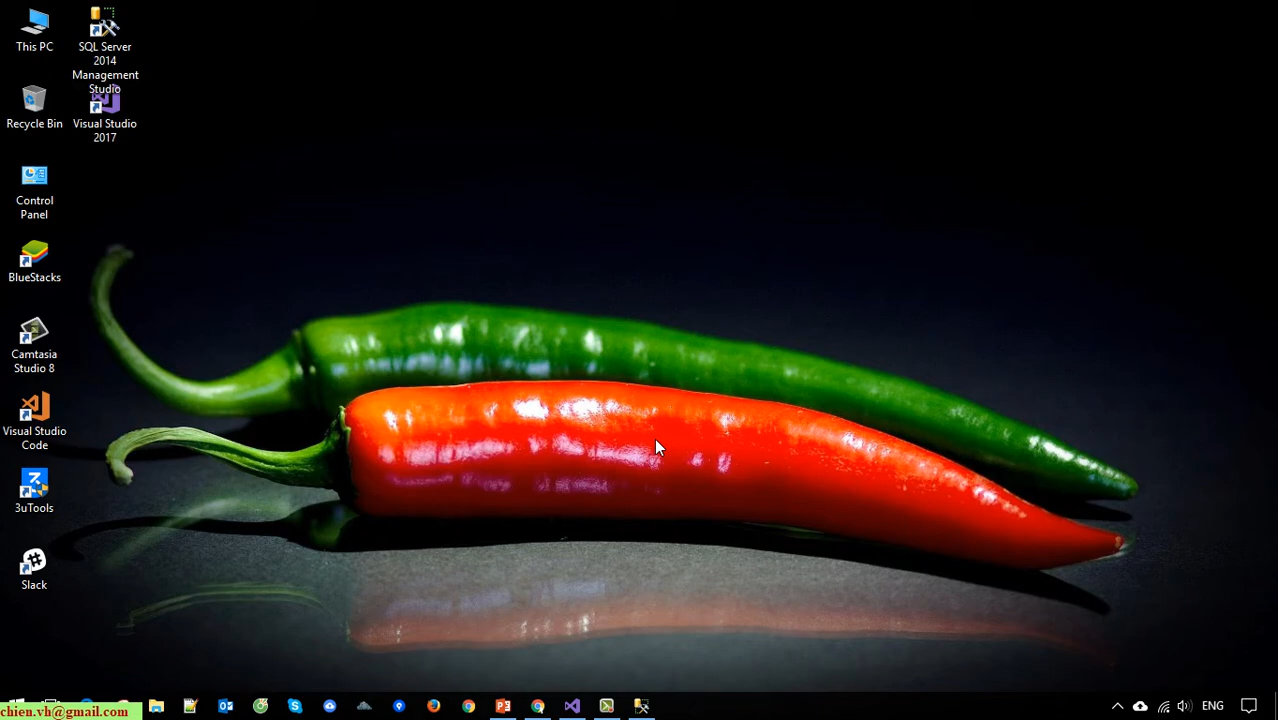 This PC
SQL Server
2014
Management
Studio
Recycle Bin
Visual Studio
2017
Control
Panel
BlueStacks
Camtasia
Studio 8
Visual Studio
Code
3uTools
Slack
chien.vh@gmail.com
ENG